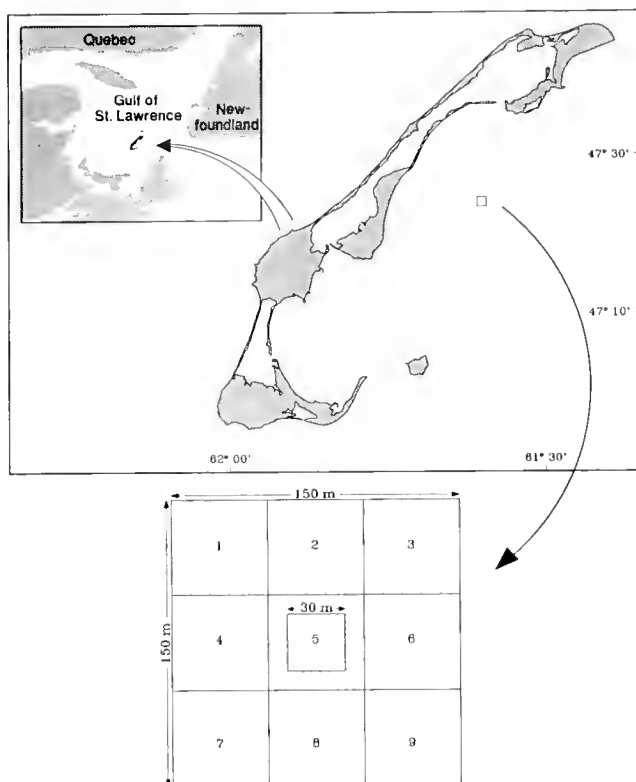 Quebec
Gulf of
St. Lawrence
New-
foundland
47° 30'
47° 10'
62° 00'
61° 30'
150 m
1 2 3
30 m
150 m
4 5 6
7 8 9